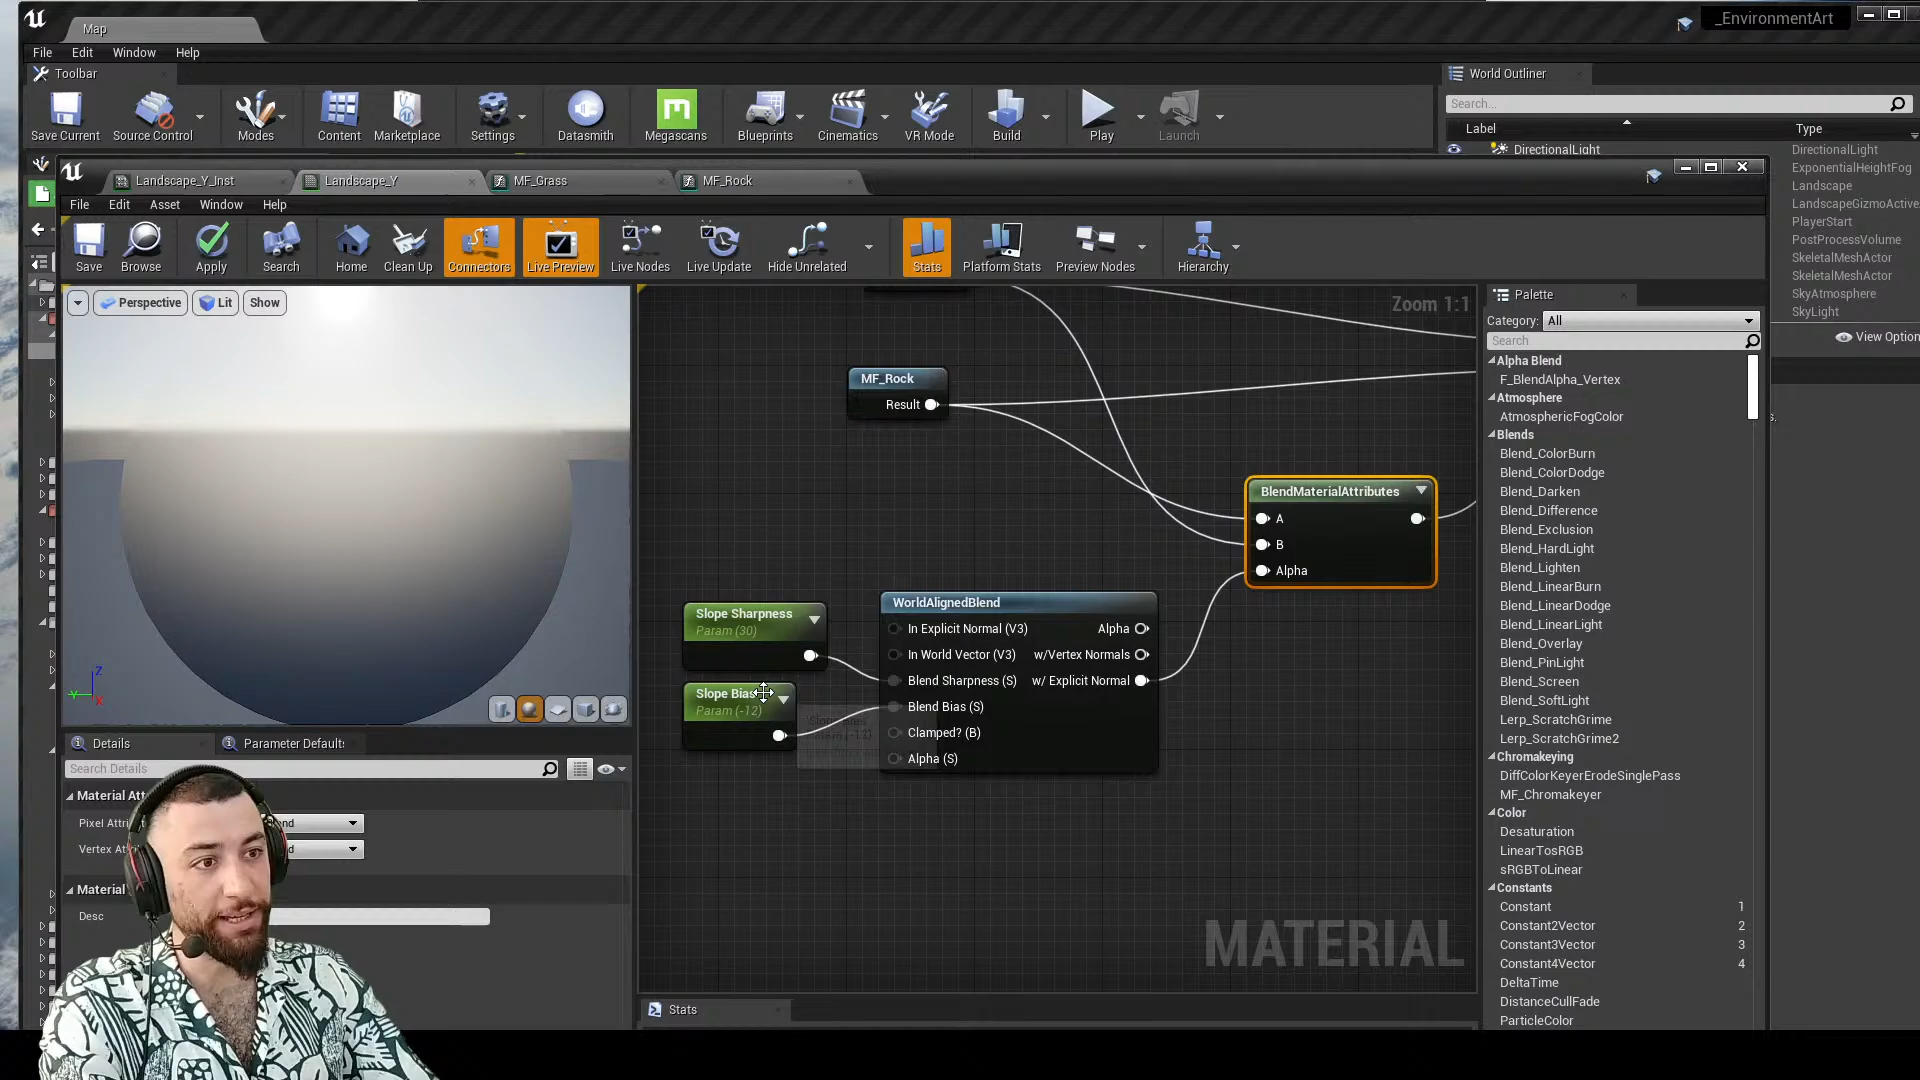 Map
_EnvironmentArt
File Edit Window Help
Toolbar
World Outliner
Save Current Source Control Modes Content Marketplace Settings Datasmith Megascans Blueprints Cinematics VR Mode Build Play Launch
Search...
Label Type
DirectionalLight DirectionalLight
ExponentialHeightFog
Landscape
LandscapeGizmoActive
PlayerStart
PostProcessVolume
SkeletalMeshActor
SkeletalMeshActor
SkyAtmosphere
SkyLight
View Option
Landscape_Y_Inst Landscape_Y MF_Grass MF_Rock
File Edit Asset Window Help
Save Browse Apply Search Home Clean Up Connectors Live Preview Live Nodes Live Update Hide Unrelated Stats Platform Stats Preview Nodes Hierarchy
Perspective Lit Show
Z
Y
X
Zoom 1:1
MF_Rock
Result
BlendMaterialAttributes
A
B
Alpha
Slope Sharpness
Param (30)
Slope Bias
Param (-12)
WorldAlignedBlend
In Explicit Normal (V3) Alpha
In World Vector (V3) w/Vertex Normals
Blend Sharpness (S) w/ Explicit Normal
Blend Bias (S)
Clamped? (B)
Alpha (S)
MATERIAL
Stats
Details Parameter Defaults
Search Details
Material Att
Pixel Attri
Vertex At
Material
Desc
Palette
Category: All
Search
Alpha Blend
F_BlendAlpha_Vertex
Atmosphere
AtmosphericFogColor
Blends
Blend_ColorBurn
Blend_ColorDodge
Blend_Darken
Blend_Difference
Blend_Exclusion
Blend_HardLight
Blend_Lighten
Blend_LinearBurn
Blend_LinearDodge
Blend_LinearLight
Blend_Overlay
Blend_PinLight
Blend_Screen
Blend_SoftLight
Lerp_ScratchGrime
Lerp_ScratchGrime2
Chromakeying
DiffColorKeyerErodeSinglePass
MF_Chromakeyer
Color
Desaturation
LinearTosRGB
sRGBToLinear
Constants
Constant 1
Constant2Vector 2
Constant3Vector 3
Constant4Vector 4
DeltaTime
DistanceCullFade
ParticleColor